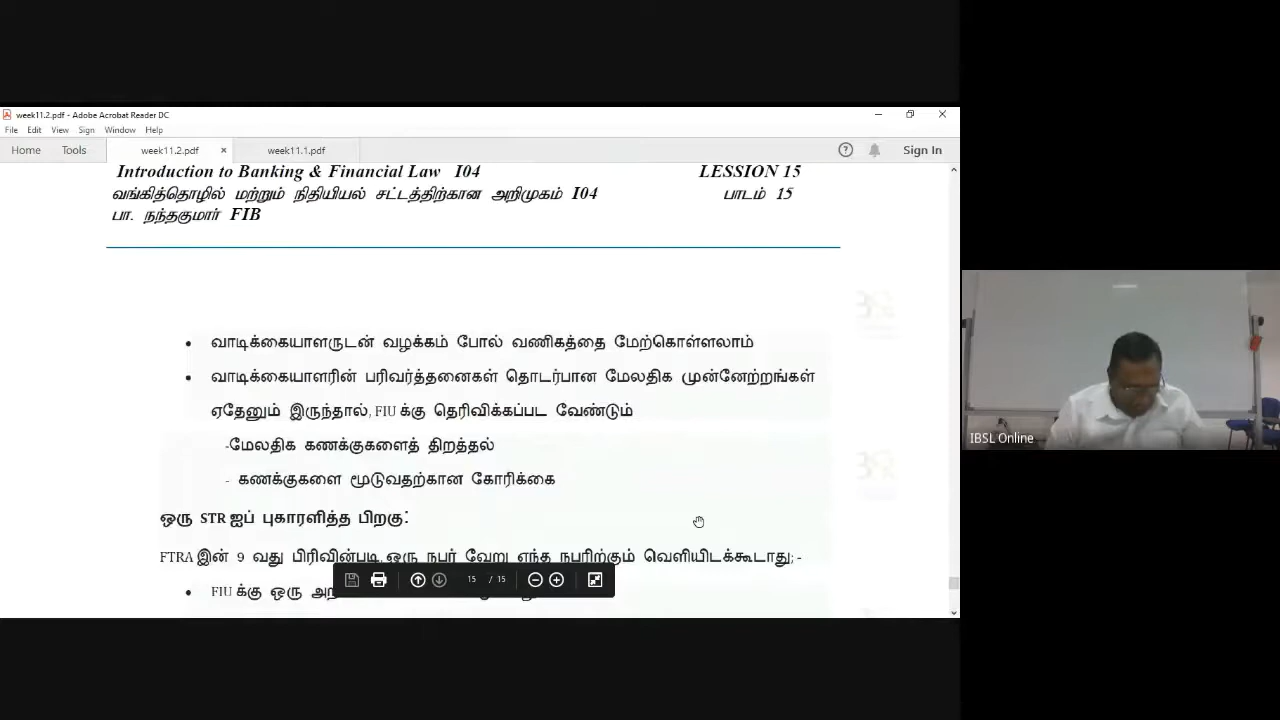 week11.2.pdf - Adobe Acrobat Reader DC
File Edit View Sign Window Help
Home Tools week11.2.pdf × week11.1.pdf Sign In
Introduction to Banking & Financial Law I04 LESSION 15
வங்கித்தொழில் மற்றும் நிதியியல் சட்டத்திற்கான அறிமுகம் I04 பாடம் 15
பா. நந்தகுமார் FIB
• வாடிக்கையாளருடன் வழக்கம் போல் வணிகத்தை மேற்கொள்ளலாம்
• வாடிக்கையாளரின் பரிவர்த்தனைகள் தொடர்பான மேலதிக முன்னேற்றங்கள்
ஏதேனும் இருந்தால், FIU க்கு தெரிவிக்கப்பட வேண்டும்
-மேலதிக கணக்குகளைத் திறத்தல்
- கணக்குகளை மூடுவதற்கான கோரிக்கை
ஒரு STR ஐப் புகாரளித்த பிறகு:
FTRA இன் 9 வது பிரிவின்படி, ஒரு நபர் வேறு எந்த நபரிற்கும் வெளியிடக்கூடாது; -
• FIU க்கு ஒரு
15 / 15
IBSL Online